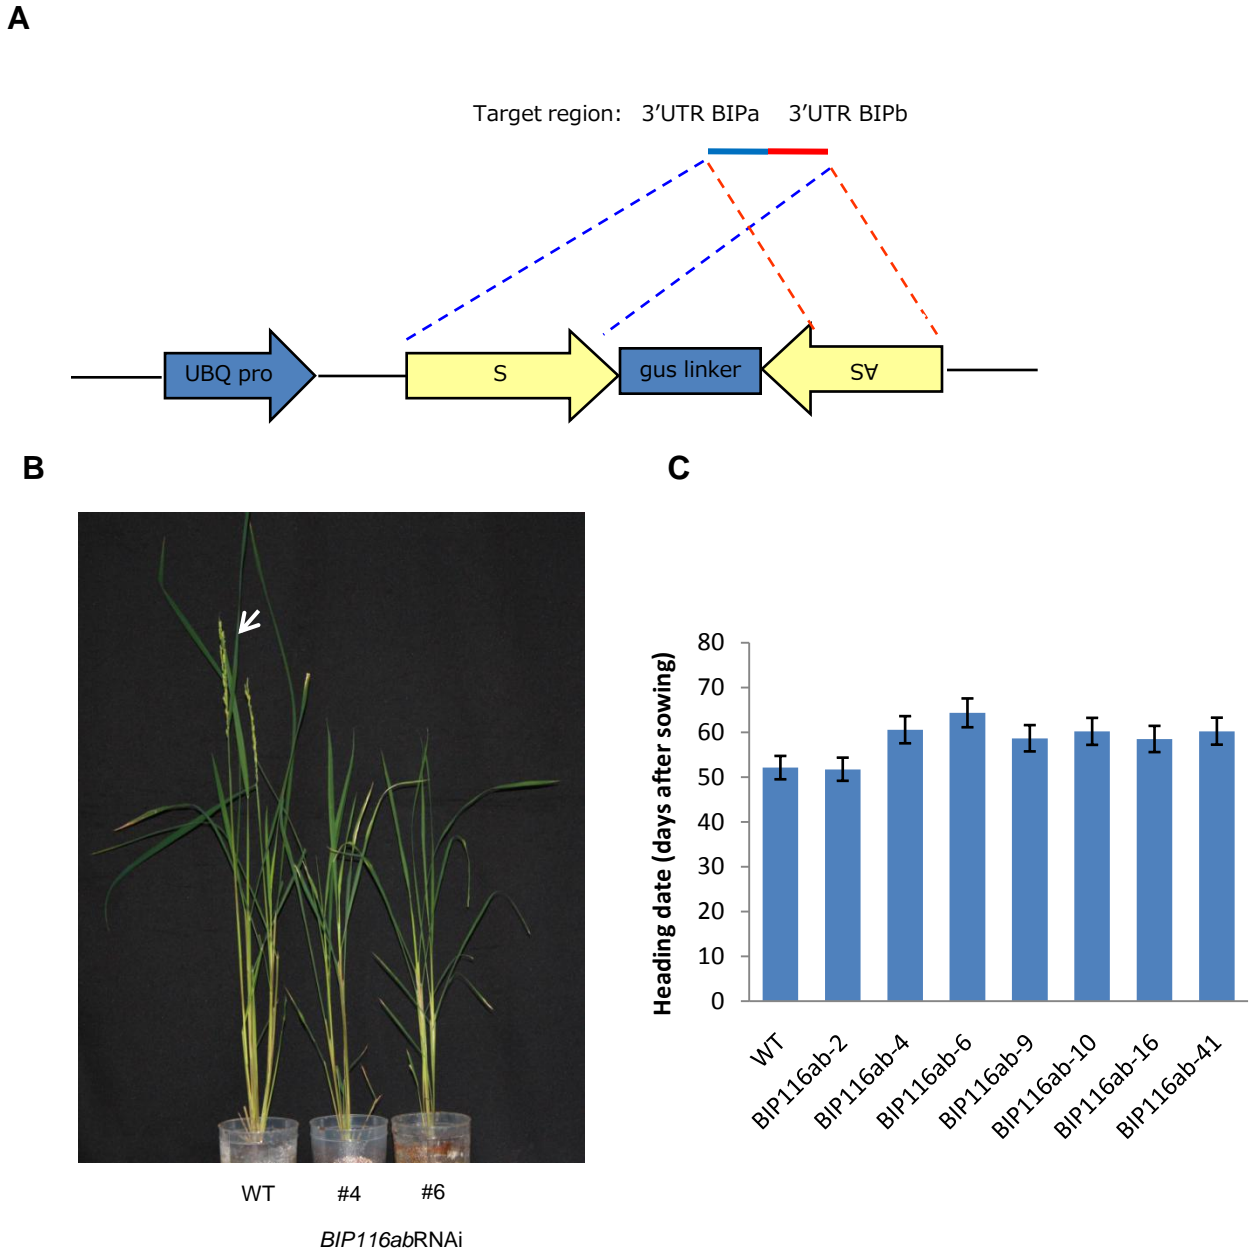 A
Target region: 3'UTR BIPa 3'UTR BIPb
UBQ pro
S
gus linker
AS
B
WT
#4
#6
BIP116abRNAi
C
Heading date (days after sowing)
80
70
60
50
40
30
20
10
0
WT
BIP116ab-2
BIP116ab-4
BIP116ab-6
BIP116ab-9
BIP116ab-10
BIP116ab-16
BIP116ab-41